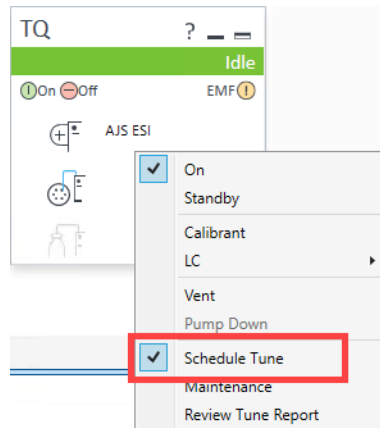 TQ ?
Idle
On Off EMF
AJS ESI
On
Standby
Calibrant
LC
Vent
Pump Down
Schedule Tune
Maintenance
Review Tune Report